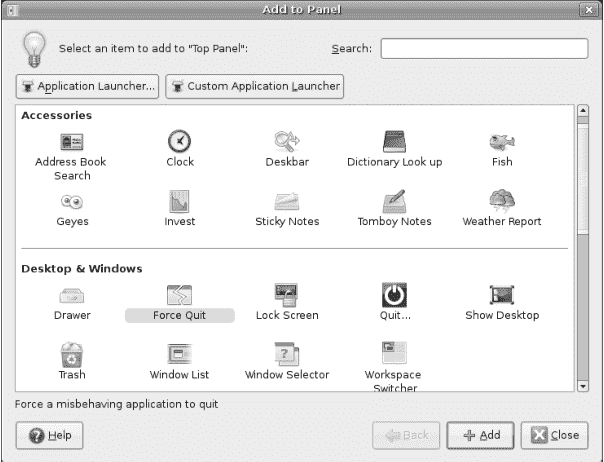 Add to Panel
Select an item to add to "Top Panel": Search:
Application Launcher... Custom Application Launcher
Accessories
Address Book Search Clock Deskbar Dictionary Look up Fish
Geyes Invest Sticky Notes Tomboy Notes Weather Report
Desktop & Windows
Drawer Force Quit Lock Screen Quit... Show Desktop
Trash Window List Window Selector Workspace Switcher
Force a misbehaving application to quit
Help Back Add Close